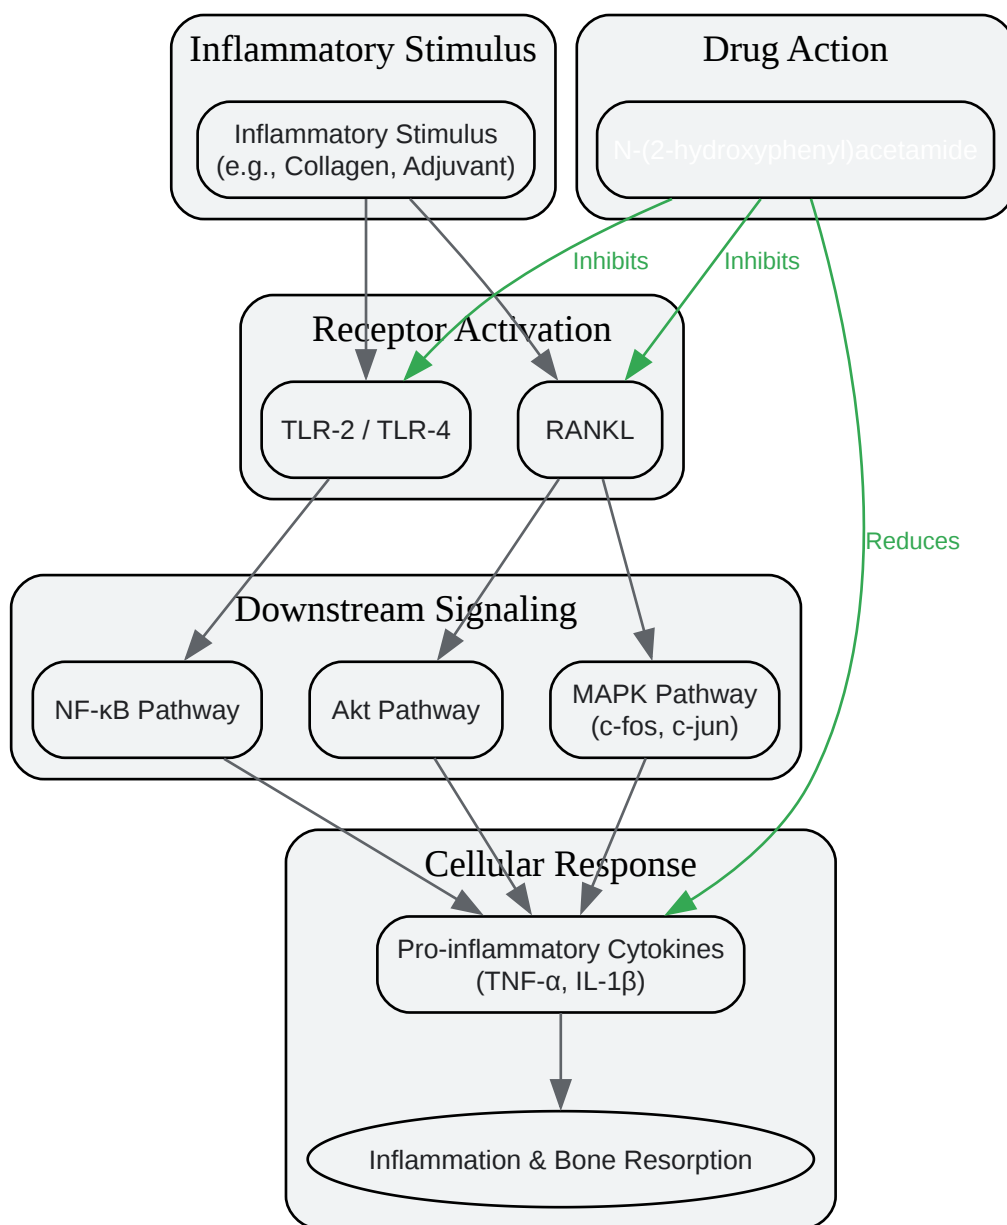 Inflammatory Stimulus
Drug Action
Inflammatory Stimulus
(e.g., Collagen, Adjuvant)
N-(2-hydroxyphenyl)acetamide
Inhibits
Inhibits
Receptor Activation
TLR-2 / TLR-4
RANKL
Reduces
Downstream Signaling
NF-κB Pathway
Akt Pathway
MAPK Pathway
(c-fos, c-jun)
Cellular Response
Pro-inflammatory Cytokines
(TNF-α, IL-1β)
Inflammation & Bone Resorption